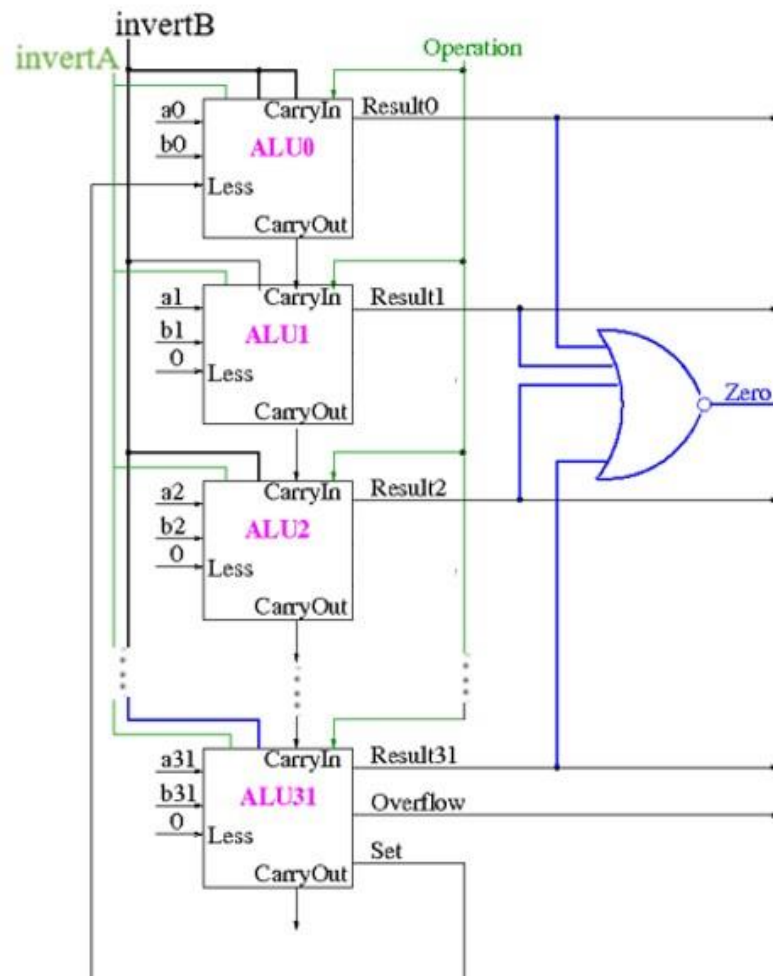 invertB
invertA
Operation
a0
CarryIn
Result0
b0
ALU0
Less
CarryOut
a1
CarryIn
Result1
b1
ALU1
0
Less
Zero
CarryOut
a2
CarryIn
Result2
b2
ALU2
0
Less
CarryOut
a31
CarryIn
Result31
b31
ALU31
Overflow
0
Less
Set
CarryOut